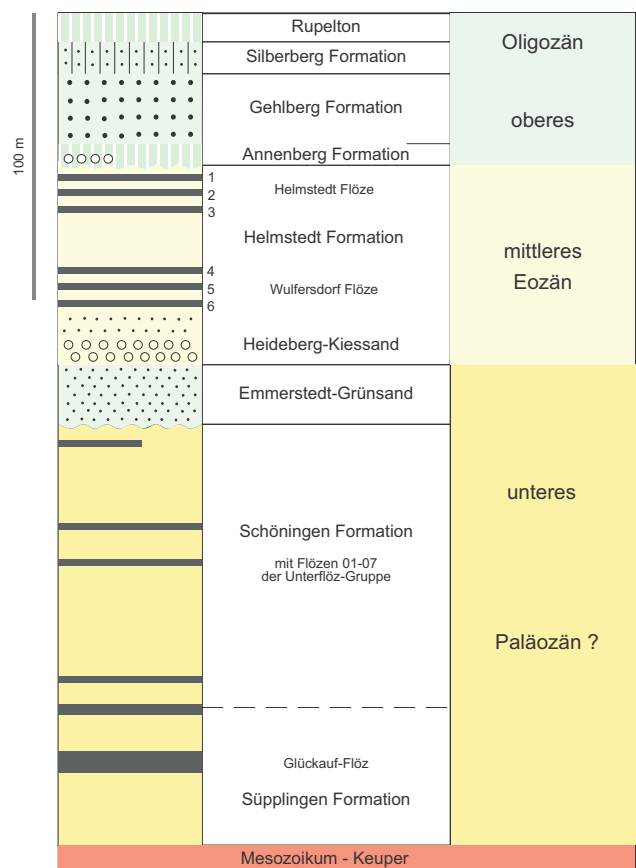 100 m
Rupelton
Silberberg Formation
Oligozän
Gehlberg Formation
oberes
Annenberg Formation
1
Helmstedt Flöze
2
3
Helmstedt Formation
mittleres
Eozän
4
5
Wulfersdorf Flöze
6
Heideberg-Kiessand
Emmerstedt-Grünsand
unteres
Schöningen Formation
mit Flözen 01-07
der Unterflöz-Gruppe
Paläozän ?
Glückauf-Flöz
Süpplingen Formation
Mesozoikum - Keuper